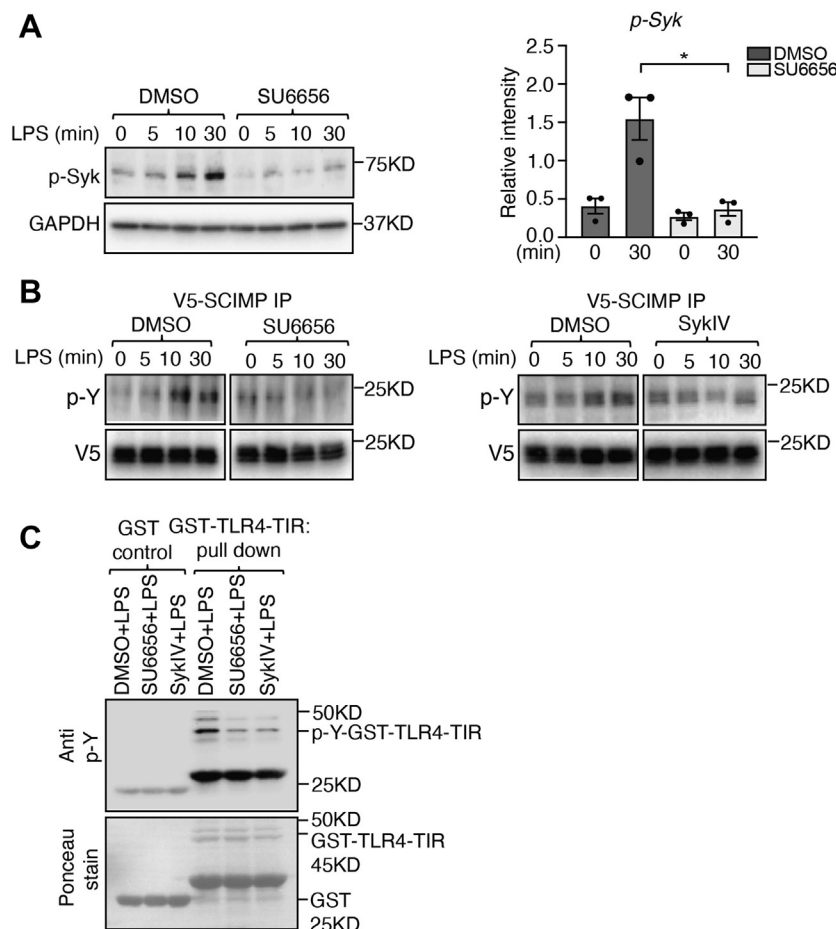 A
DMSO SU6656
LPS (min) 0 5 10 30 0 5 10 30
p-Syk
75KD
GAPDH
37KD
p-Syk
DMSO
SU6656
*
Relative intensity
2.5
2.0
1.5
1.0
0.5
0.0
(min) 0 30 0 30
B
V5-SCIMP IP
DMSO SU6656
LPS (min) 0 5 10 30 0 5 10 30
p-Y
25KD
V5
25KD
V5-SCIMP IP
DMSO SykIV
LPS (min) 0 5 10 30 0 5 10 30
p-Y
25KD
V5
25KD
C
GST GST-TLR4-TIR:
control pull down
DMSO+LPS
SU6656+LPS
SykIV+LPS
DMSO+LPS
SU6656+LPS
SykIV+LPS
Anti
p-Y
50KD
p-Y-GST-TLR4-TIR
25KD
Ponceau
stain
50KD
GST-TLR4-TIR
45KD
GST
25KD